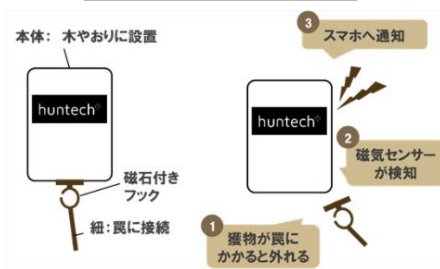 本体: 木やおりに設置
huntech
磁石付き
フック
紐:罠に接続
3
スマホへ通知
huntech
2
磁気センサー
が検知
1
獲物が罠に
かかると外れる